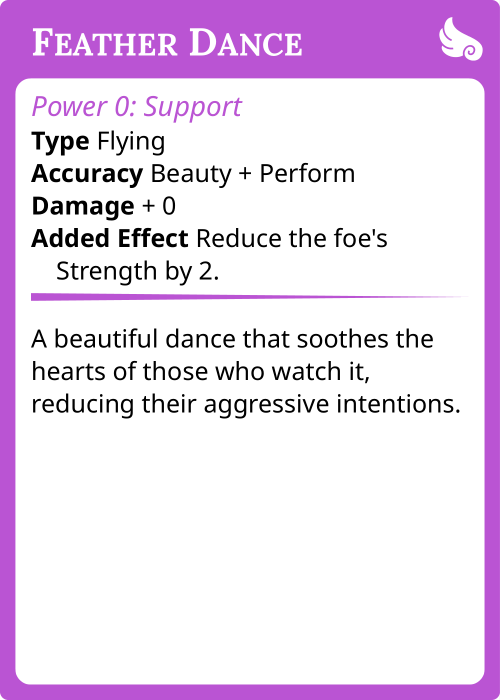 Feather Dance
Power 0: Support
Type Flying
Accuracy Beauty + Perform
Damage + 0
Added Effect Reduce the foe's
Strength by 2.
A beautiful dance that soothes the
hearts of those who watch it,
reducing their aggressive intentions.